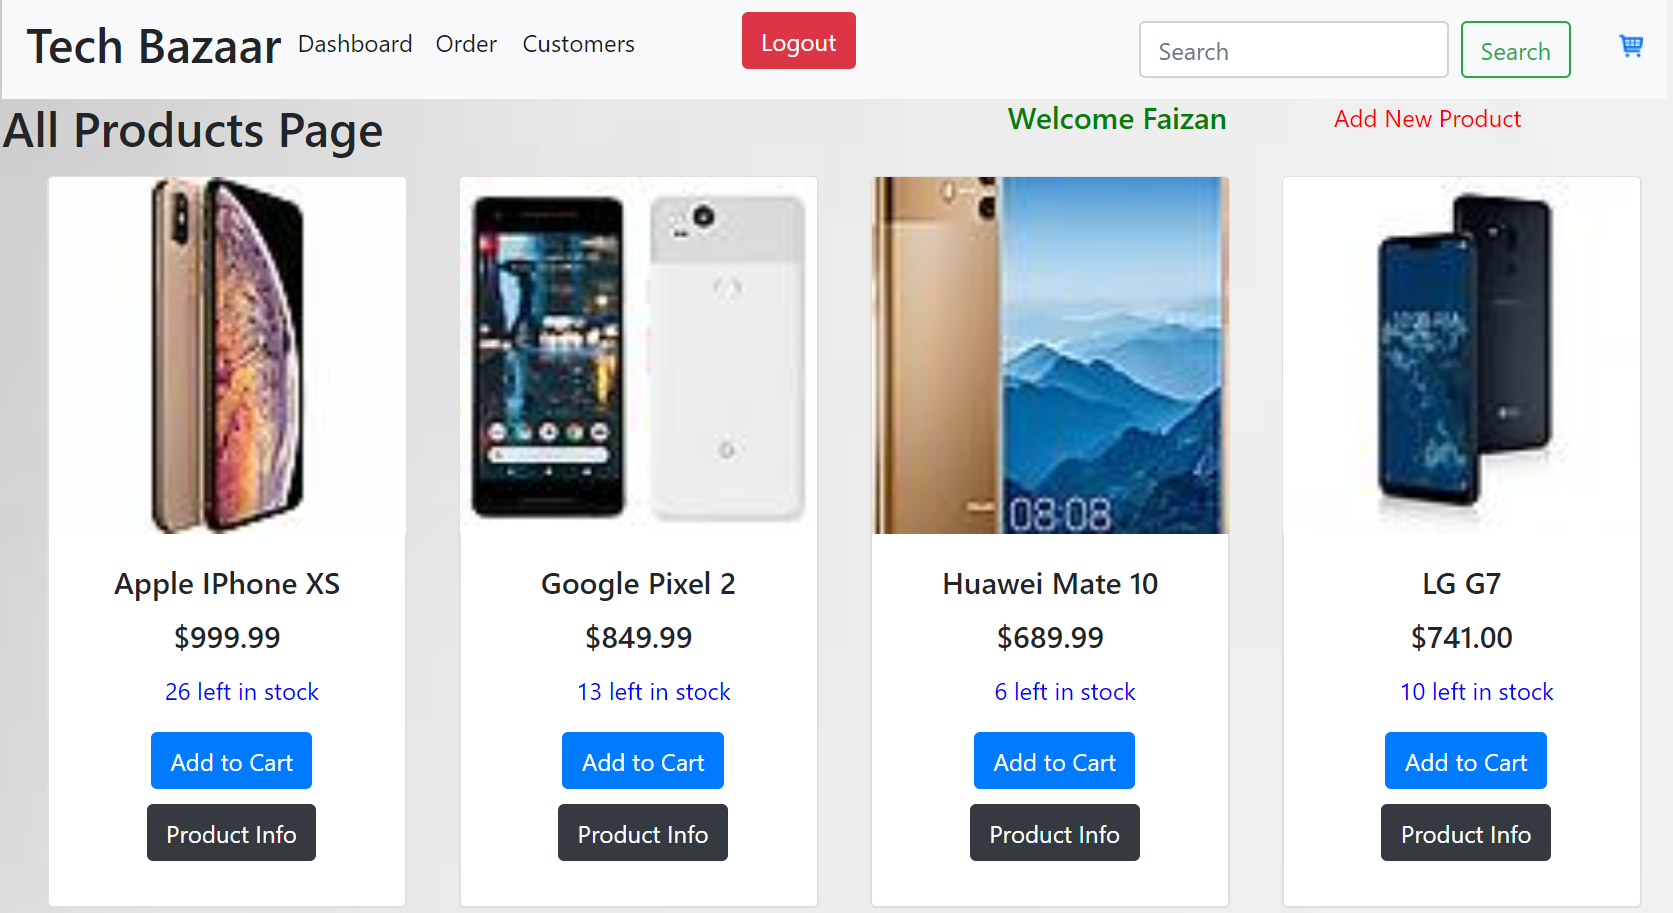 Tech Bazaar Dashboard Order Customers Logout Search Search
All Products Page Welcome Faizan Add New Product
08:08
Apple IPhone XS Google Pixel 2 Huawei Mate 10 LG G7
$999.99 $849.99 $689.99 $741.00
26 left in stock 13 left in stock 6 left in stock 10 left in stock
Add to Cart Add to Cart Add to Cart Add to Cart
Product Info Product Info Product Info Product Info